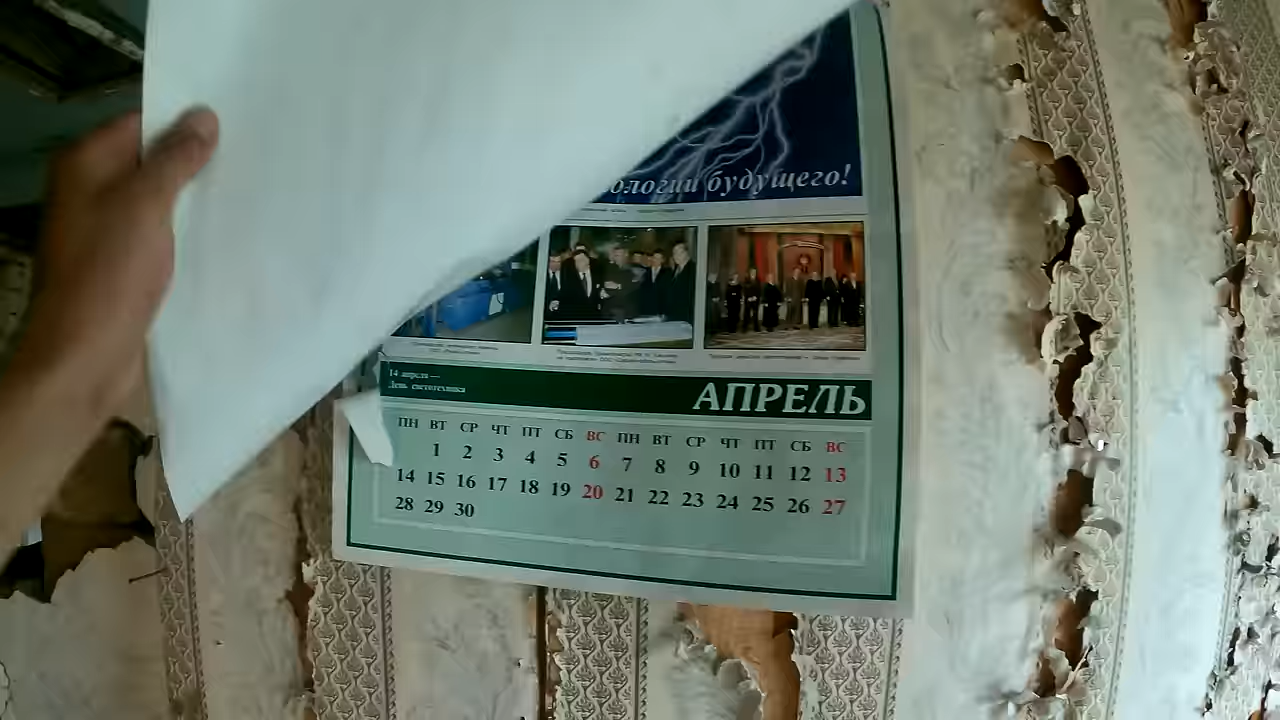 ологии будущего!
14 апреля —
День светотехника
АПРЕЛЬ
ПН ВТ СР ЧТ ПТ СБ ВС ПН ВТ СР ЧТ ПТ СБ ВС
1 2 3 4 5 6 7 8 9 10 11 12 13
14 15 16 17 18 19 20 21 22 23 24 25 26 27
28 29 30